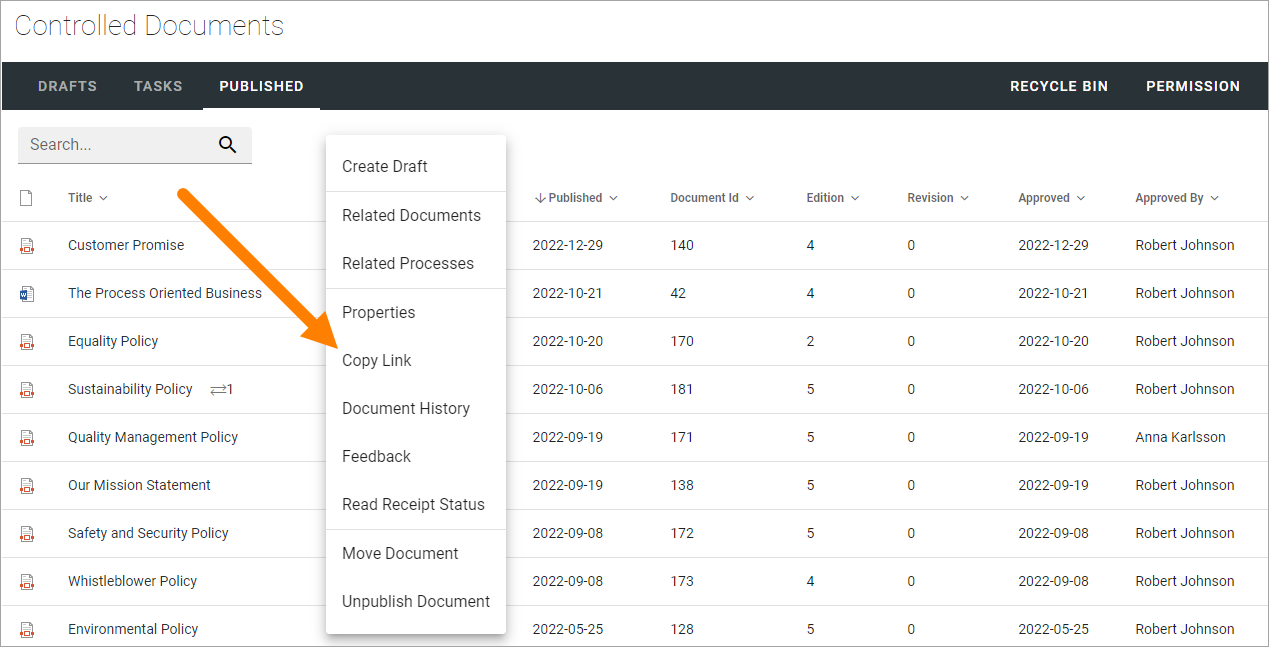 Controlled Documents
DRAFTS TASKS PUBLISHED RECYCLE BIN PERMISSION
Search...
Create Draft
Related Documents
Related Processes
Properties
Copy Link
Document History
Feedback
Read Receipt Status
Move Document
Unpublish Document
Title Published Document Id Edition Revision Approved Approved By
Customer Promise 2022-12-29 140 4 0 2022-12-29 Robert Johnson
The Process Oriented Business 2022-10-21 42 4 0 2022-10-21 Robert Johnson
Equality Policy 2022-10-20 170 2 0 2022-10-20 Robert Johnson
Sustainability Policy 1 2022-10-06 181 5 0 2022-10-06 Robert Johnson
Quality Management Policy 2022-09-19 171 5 0 2022-09-19 Anna Karlsson
Our Mission Statement 2022-09-19 138 5 0 2022-09-19 Robert Johnson
Safety and Security Policy 2022-09-08 172 5 0 2022-09-08 Robert Johnson
Whistleblower Policy 2022-09-08 173 4 0 2022-09-08 Robert Johnson
Environmental Policy 2022-05-25 128 5 0 2022-05-25 Robert Johnson